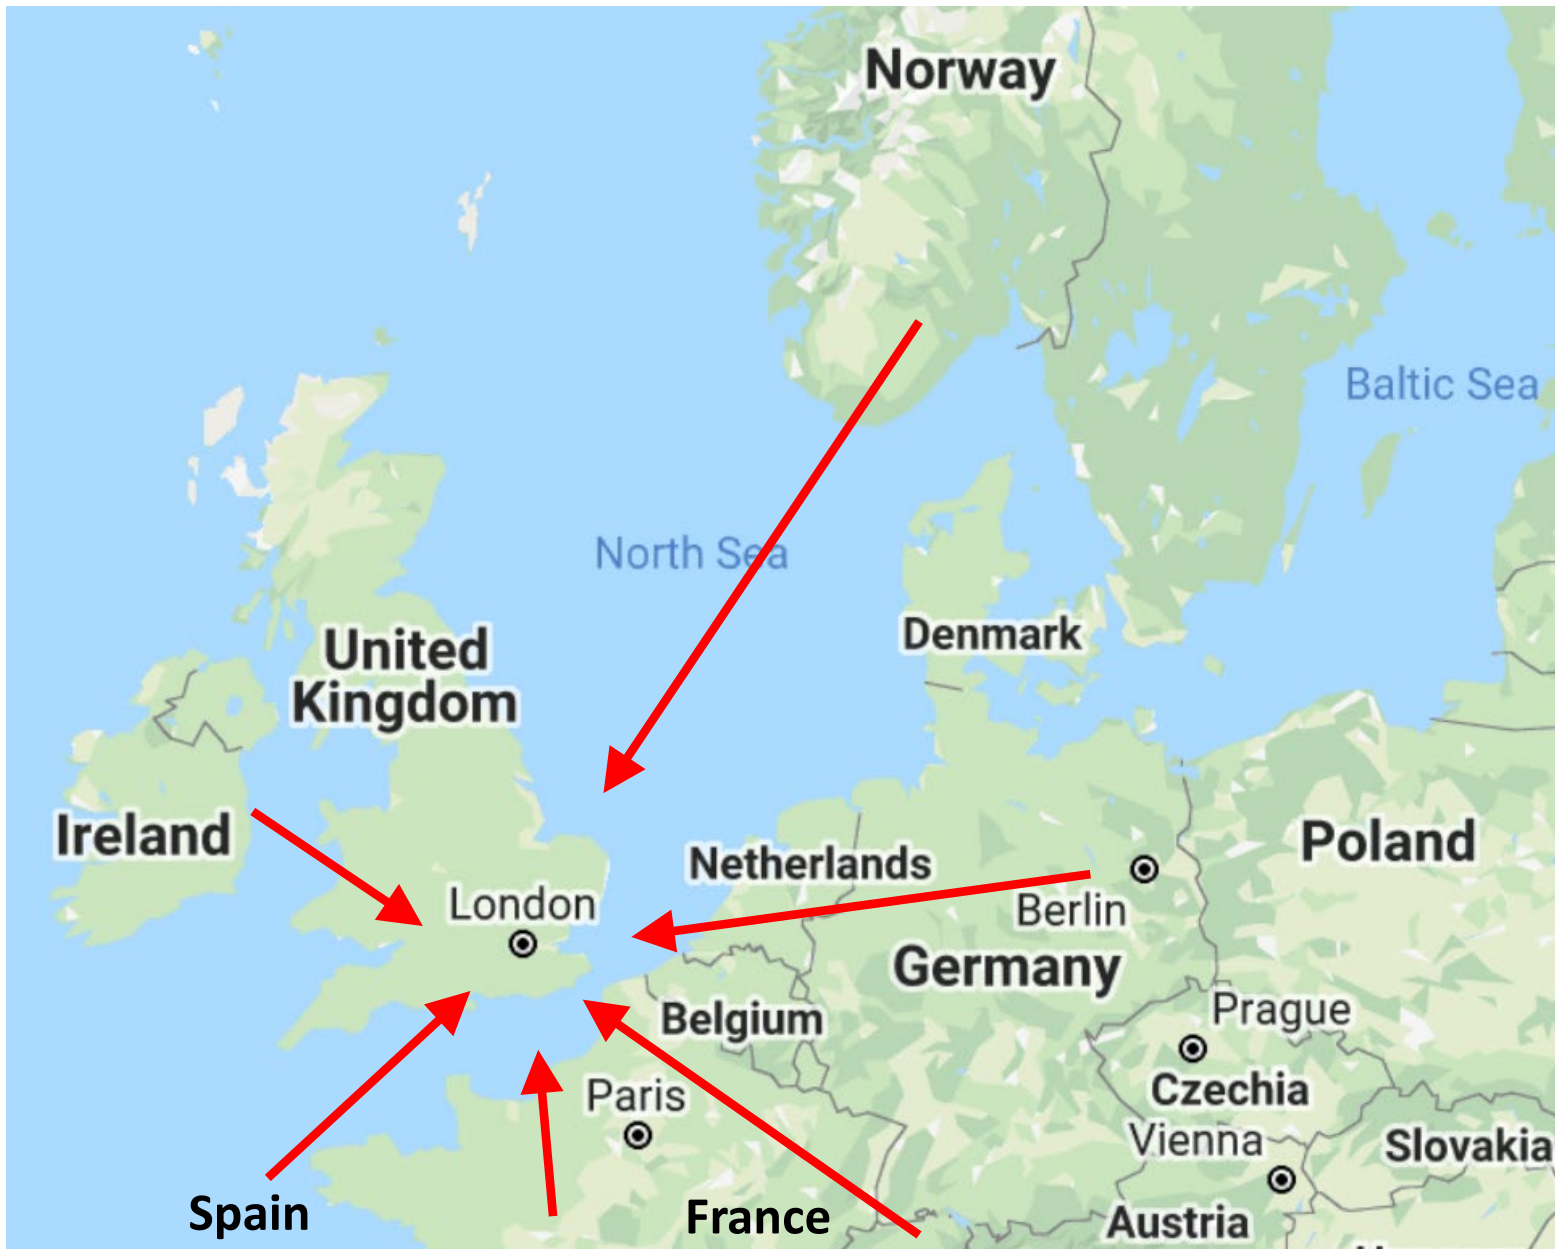 Norway
Baltic Sea
North Sea
Denmark
United
Kingdom
Ireland
Netherlands
Poland
London
Berlin
Germany
Belgium
Prague
Paris
Czechia
Vienna
Slovakia
Spain
France
Austria